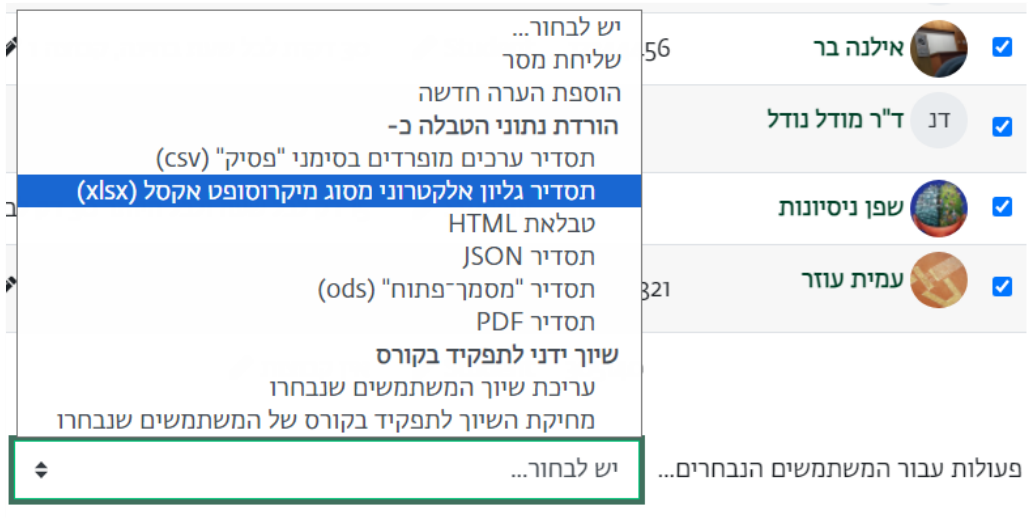 אילנה בר
456
דנ
ד"ר מודל נודל
שפן ניסיונות
עמית עוזר
321
יש לבחור...
שליחת מסר
הוספת הערה חדשה
הורדת נתוני הטבלה כ-
תסדיר ערכים מופרדים בסימני "פסיק" (csv)
תסדיר גליון אלקטרוני מסוג מיקרוסופט אקסל (xlsx)
טבלאת HTML
תסדיר JSON
תסדיר "מסמך־פתוח" (ods)
תסדיר PDF
שיוך ידני לתפקיד בקורס
עריכת שיוך המשתמשים שנבחרו
מחיקת השיוך לתפקיד בקורס של המשתמשים שנבחרו
פעולות עבור המשתמשים הנבחרים...
יש לבחור...